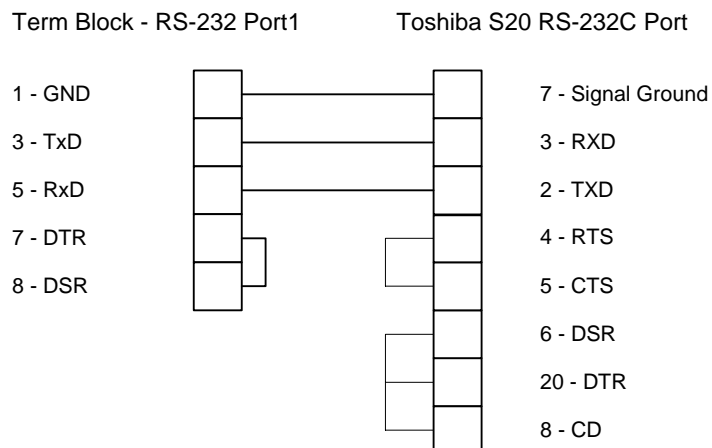 Term Block - RS-232 Port1 Toshiba S20 RS-232C Port
1 - GND 7 - Signal Ground
3 - TxD 3 - RXD
5 - RxD 2 - TXD
7 - DTR 4 - RTS
8 - DSR 5 - CTS
6 - DSR
20 - DTR
8 - CD